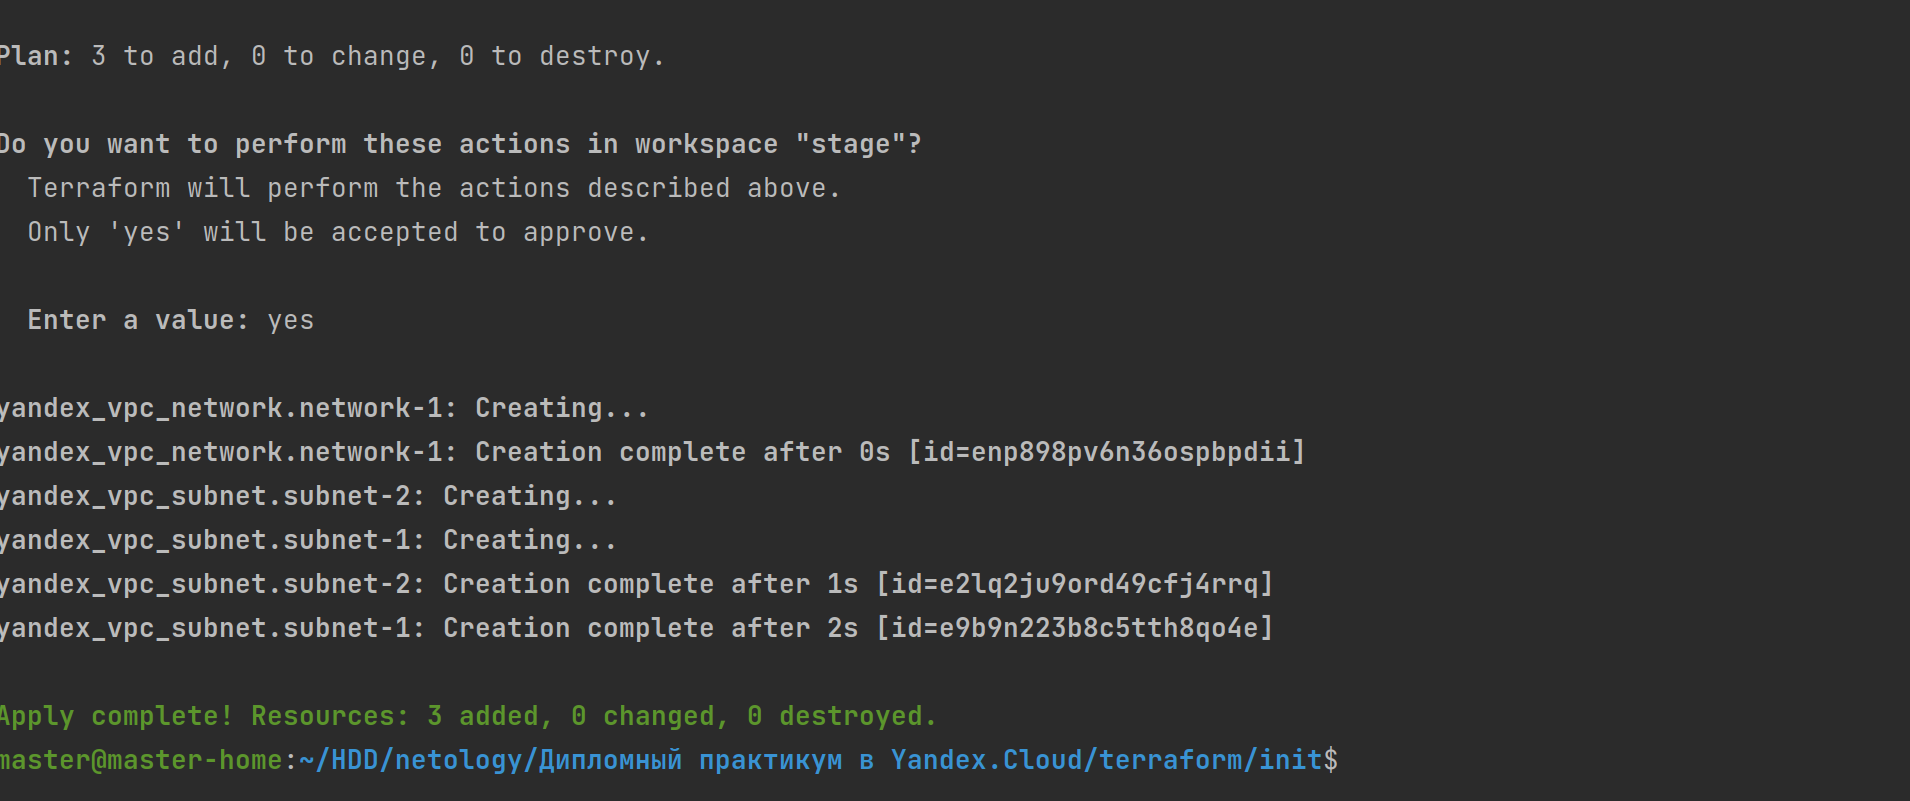 Plan: 3 to add, 0 to change, 0 to destroy.
Do you want to perform these actions in workspace "stage"?
Terraform will perform the actions described above.
Only 'yes' will be accepted to approve.
Enter a value: yes
yandex_vpc_network.network-1: Creating...
yandex_vpc_network.network-1: Creation complete after 0s [id=enp898pv6n36ospbpdii]
yandex_vpc_subnet.subnet-2: Creating...
yandex_vpc_subnet.subnet-1: Creating...
yandex_vpc_subnet.subnet-2: Creation complete after 1s [id=e2lq2ju9ord49cfj4rrq]
yandex_vpc_subnet.subnet-1: Creation complete after 2s [id=e9b9n223b8c5tth8qo4e]
Apply complete! Resources: 3 added, 0 changed, 0 destroyed.
master@master-home:~/HDD/netology/Дипломный практикум в Yandex.Cloud/terraform/init$